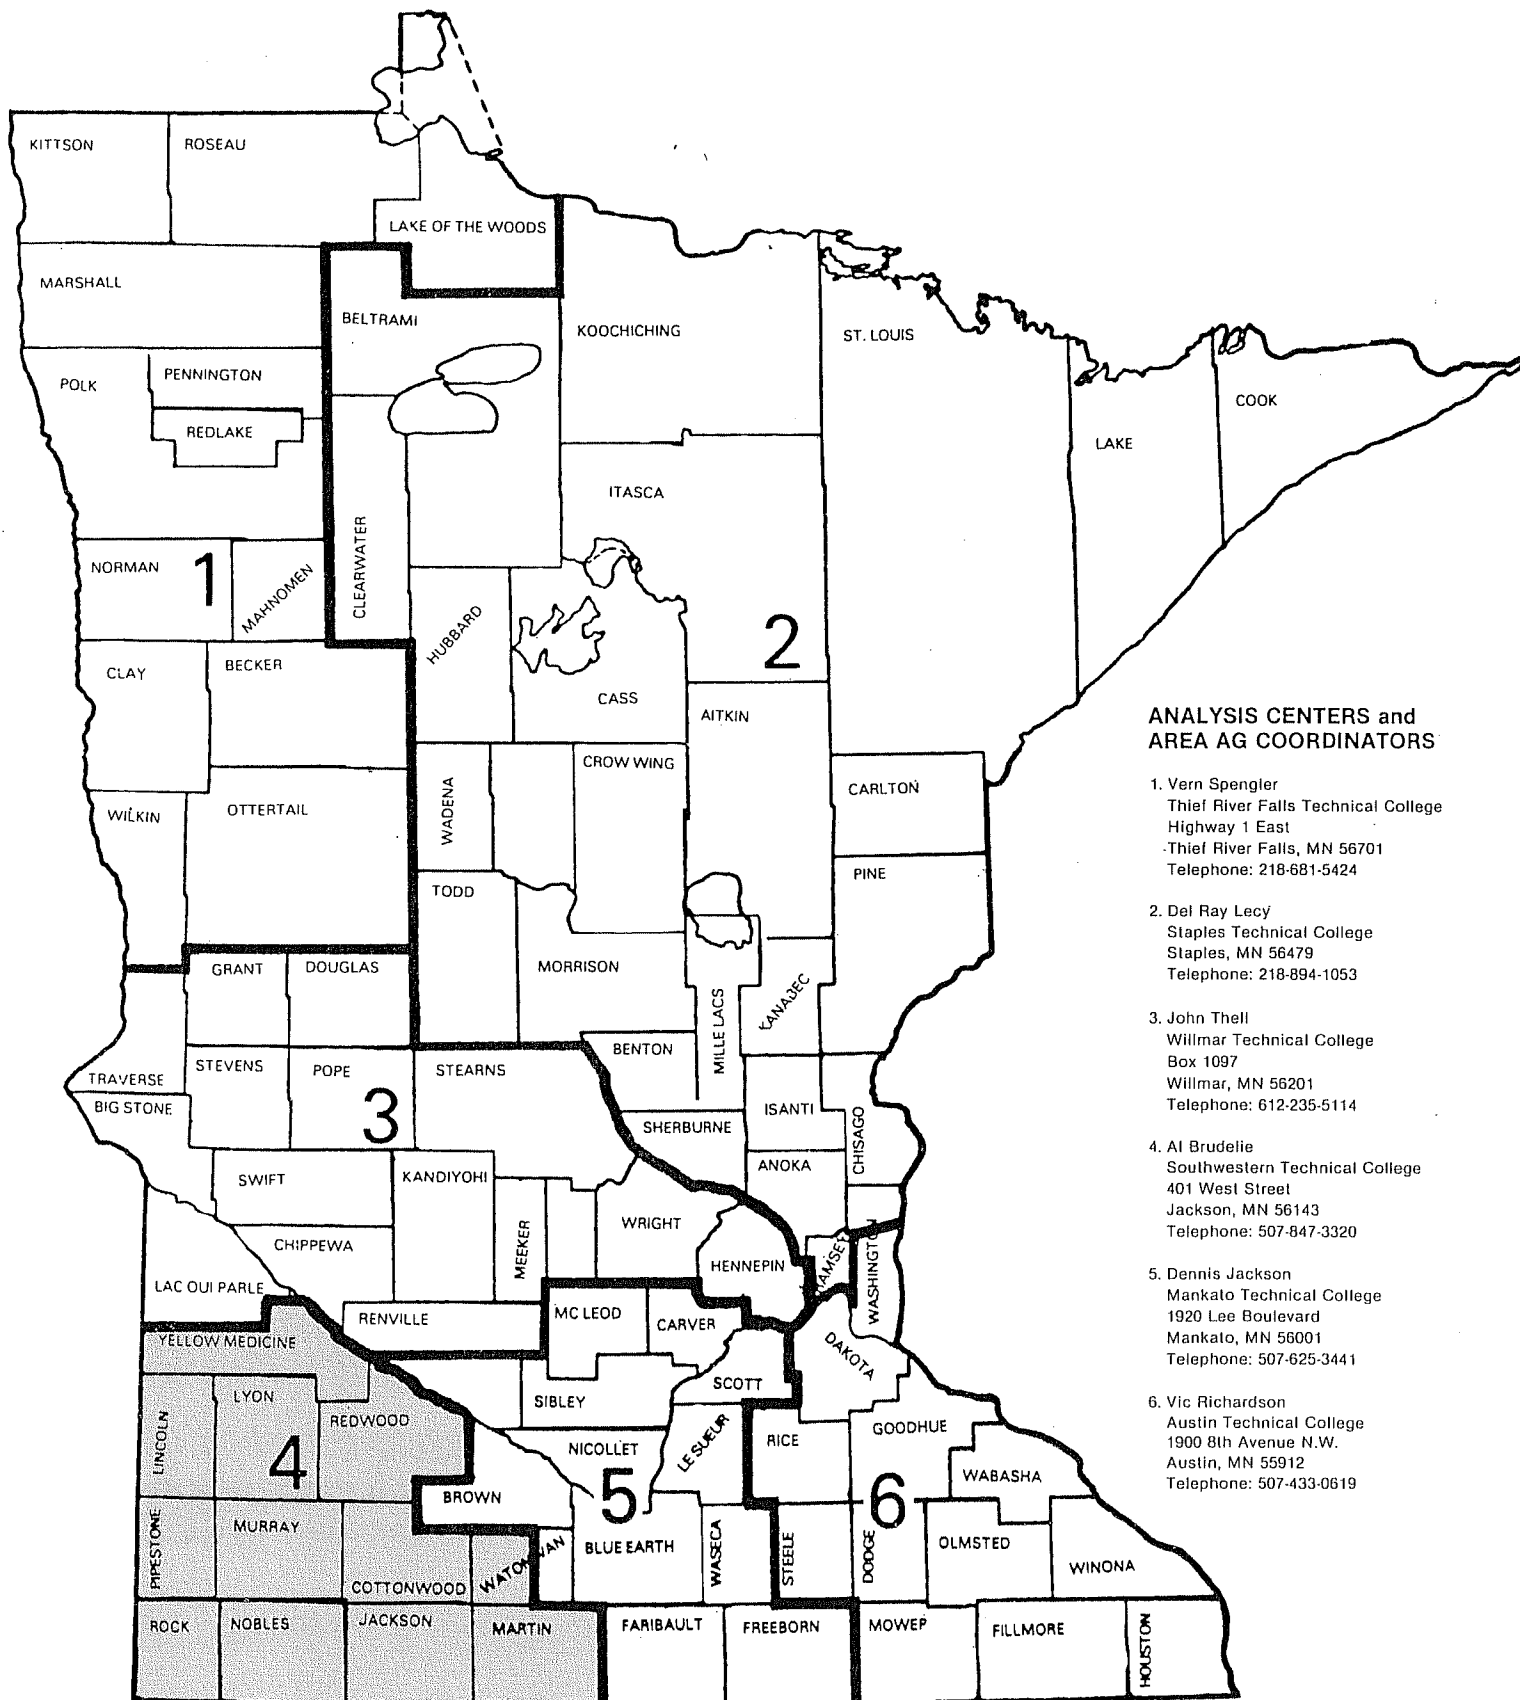 KITTSON
ROSEAU
LAKE OF THE WOODS
MARSHALL
BELTRAMI
KOOCHICHING
ST. LOUIS
COOK
LAKE
POLK
PENNINGTON
REDLAKE
ITASCA
CLEARWATER
NORMAN
1
MAHNOMEN
HUBBARD
2
CLAY
BECKER
CASS
AITKIN
CROW WING
WADENA
CARLTON
WILKIN
OTTERTAIL
PINE
TODD
MORRISON
GRANT
DOUGLAS
MILLE LACS
KANABEC
BENTON
TRAVERSE
STEVENS
POPE
STEARNS
BIG STONE
3
SHERBURNE
ISANTI
CHISAGO
ANOKA
SWIFT
KANDIYOHI
MEEKER
WRIGHT
CHIPPEWA
HENNEPIN
WASHINGTON
LAC QUI PARLE
RENVILLE
MC LEOD
CARVER
YELLOW MEDICINE
DAKOTA
SCOTT
LYON
LINCOLN
REDWOOD
SIBLEY
NICOLLET
LE SUEUR
RICE
GOODHUE
WABASHA
4
5
6
BROWN
PIPESTONE
MURRAY
COTTONWOOD
WATONWAN
BLUE EARTH
WASECA
STEELE
DODGE
OLMSTED
WINONA
ROCK
NOBLES
JACKSON
MARTIN
FARIBAULT
FREEBORN
MOWER
FILLMORE
HOUSTON
ANALYSIS CENTERS and
AREA AG COORDINATORS
1. Vern Spengler
Thief River Falls Technical College
Highway 1 East
Thief River Falls, MN 56701
Telephone: 218-681-5424
2. Del Ray Lecy
Staples Technical College
Staples, MN 56479
Telephone: 218-894-1053
3. John Thell
Willmar Technical College
Box 1097
Willmar, MN 56201
Telephone: 612-235-5114
4. Al Brudelie
Southwestern Technical College
401 West Street
Jackson, MN 56143
Telephone: 507-847-3320
5. Dennis Jackson
Mankato Technical College
1920 Lee Boulevard
Mankato, MN 56001
Telephone: 507-625-3441
6. Vic Richardson
Austin Technical College
1900 8th Avenue N.W.
Austin, MN 55912
Telephone: 507-433-0619